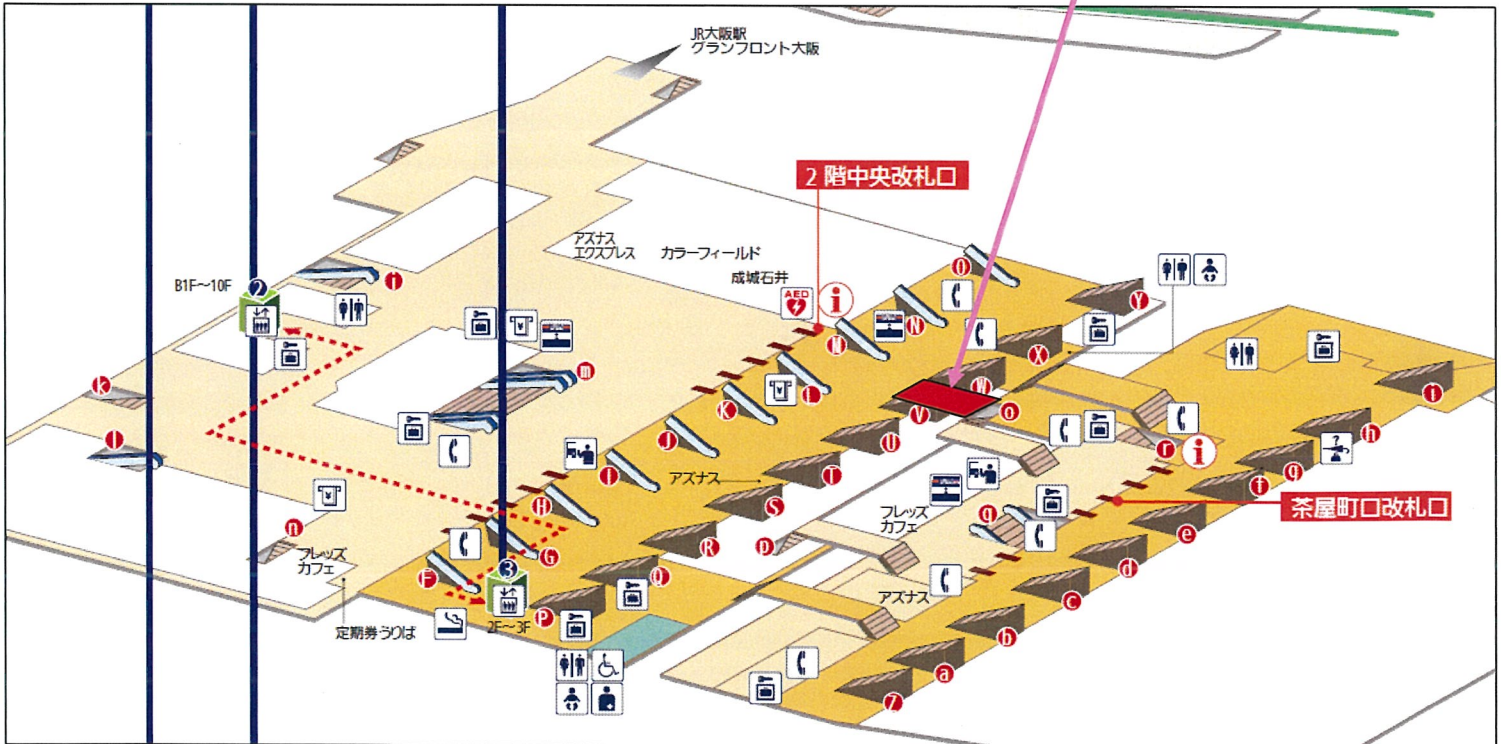 JR大阪駅
グランフロント大阪
2階中央改札口
アズナス
エクスプレス
カラーフィールド
成城石井
AED
i
B1F〜10F
2
j
k
l
m
n
フレッズ
カフェ
定期券うりば
3
2F〜3F
F
G
H
I
J
K
L
M
N
O
P
Q
R
S
T
U
V
W
X
Y
アズナス
o
p
q
r
i
フレッズ
カフェ
茶屋町口改札口
アズナス
Z
a
b
c
d
e
f
g
h
i
?
¥
¥
¥